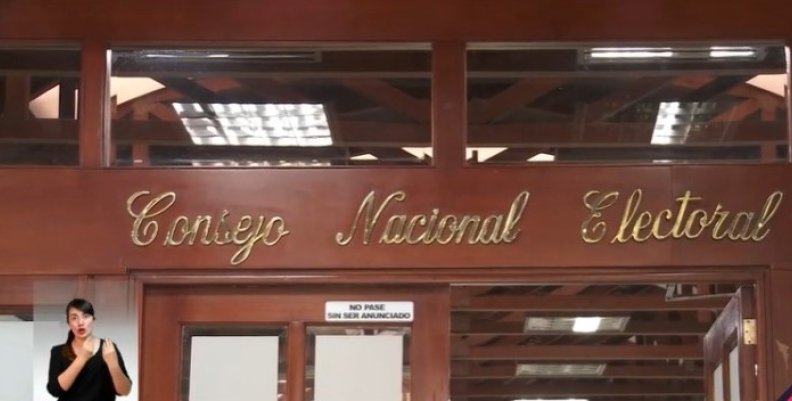 Consejo Nacional Electoral
NO PASE
SIN SER ANUNCIADO